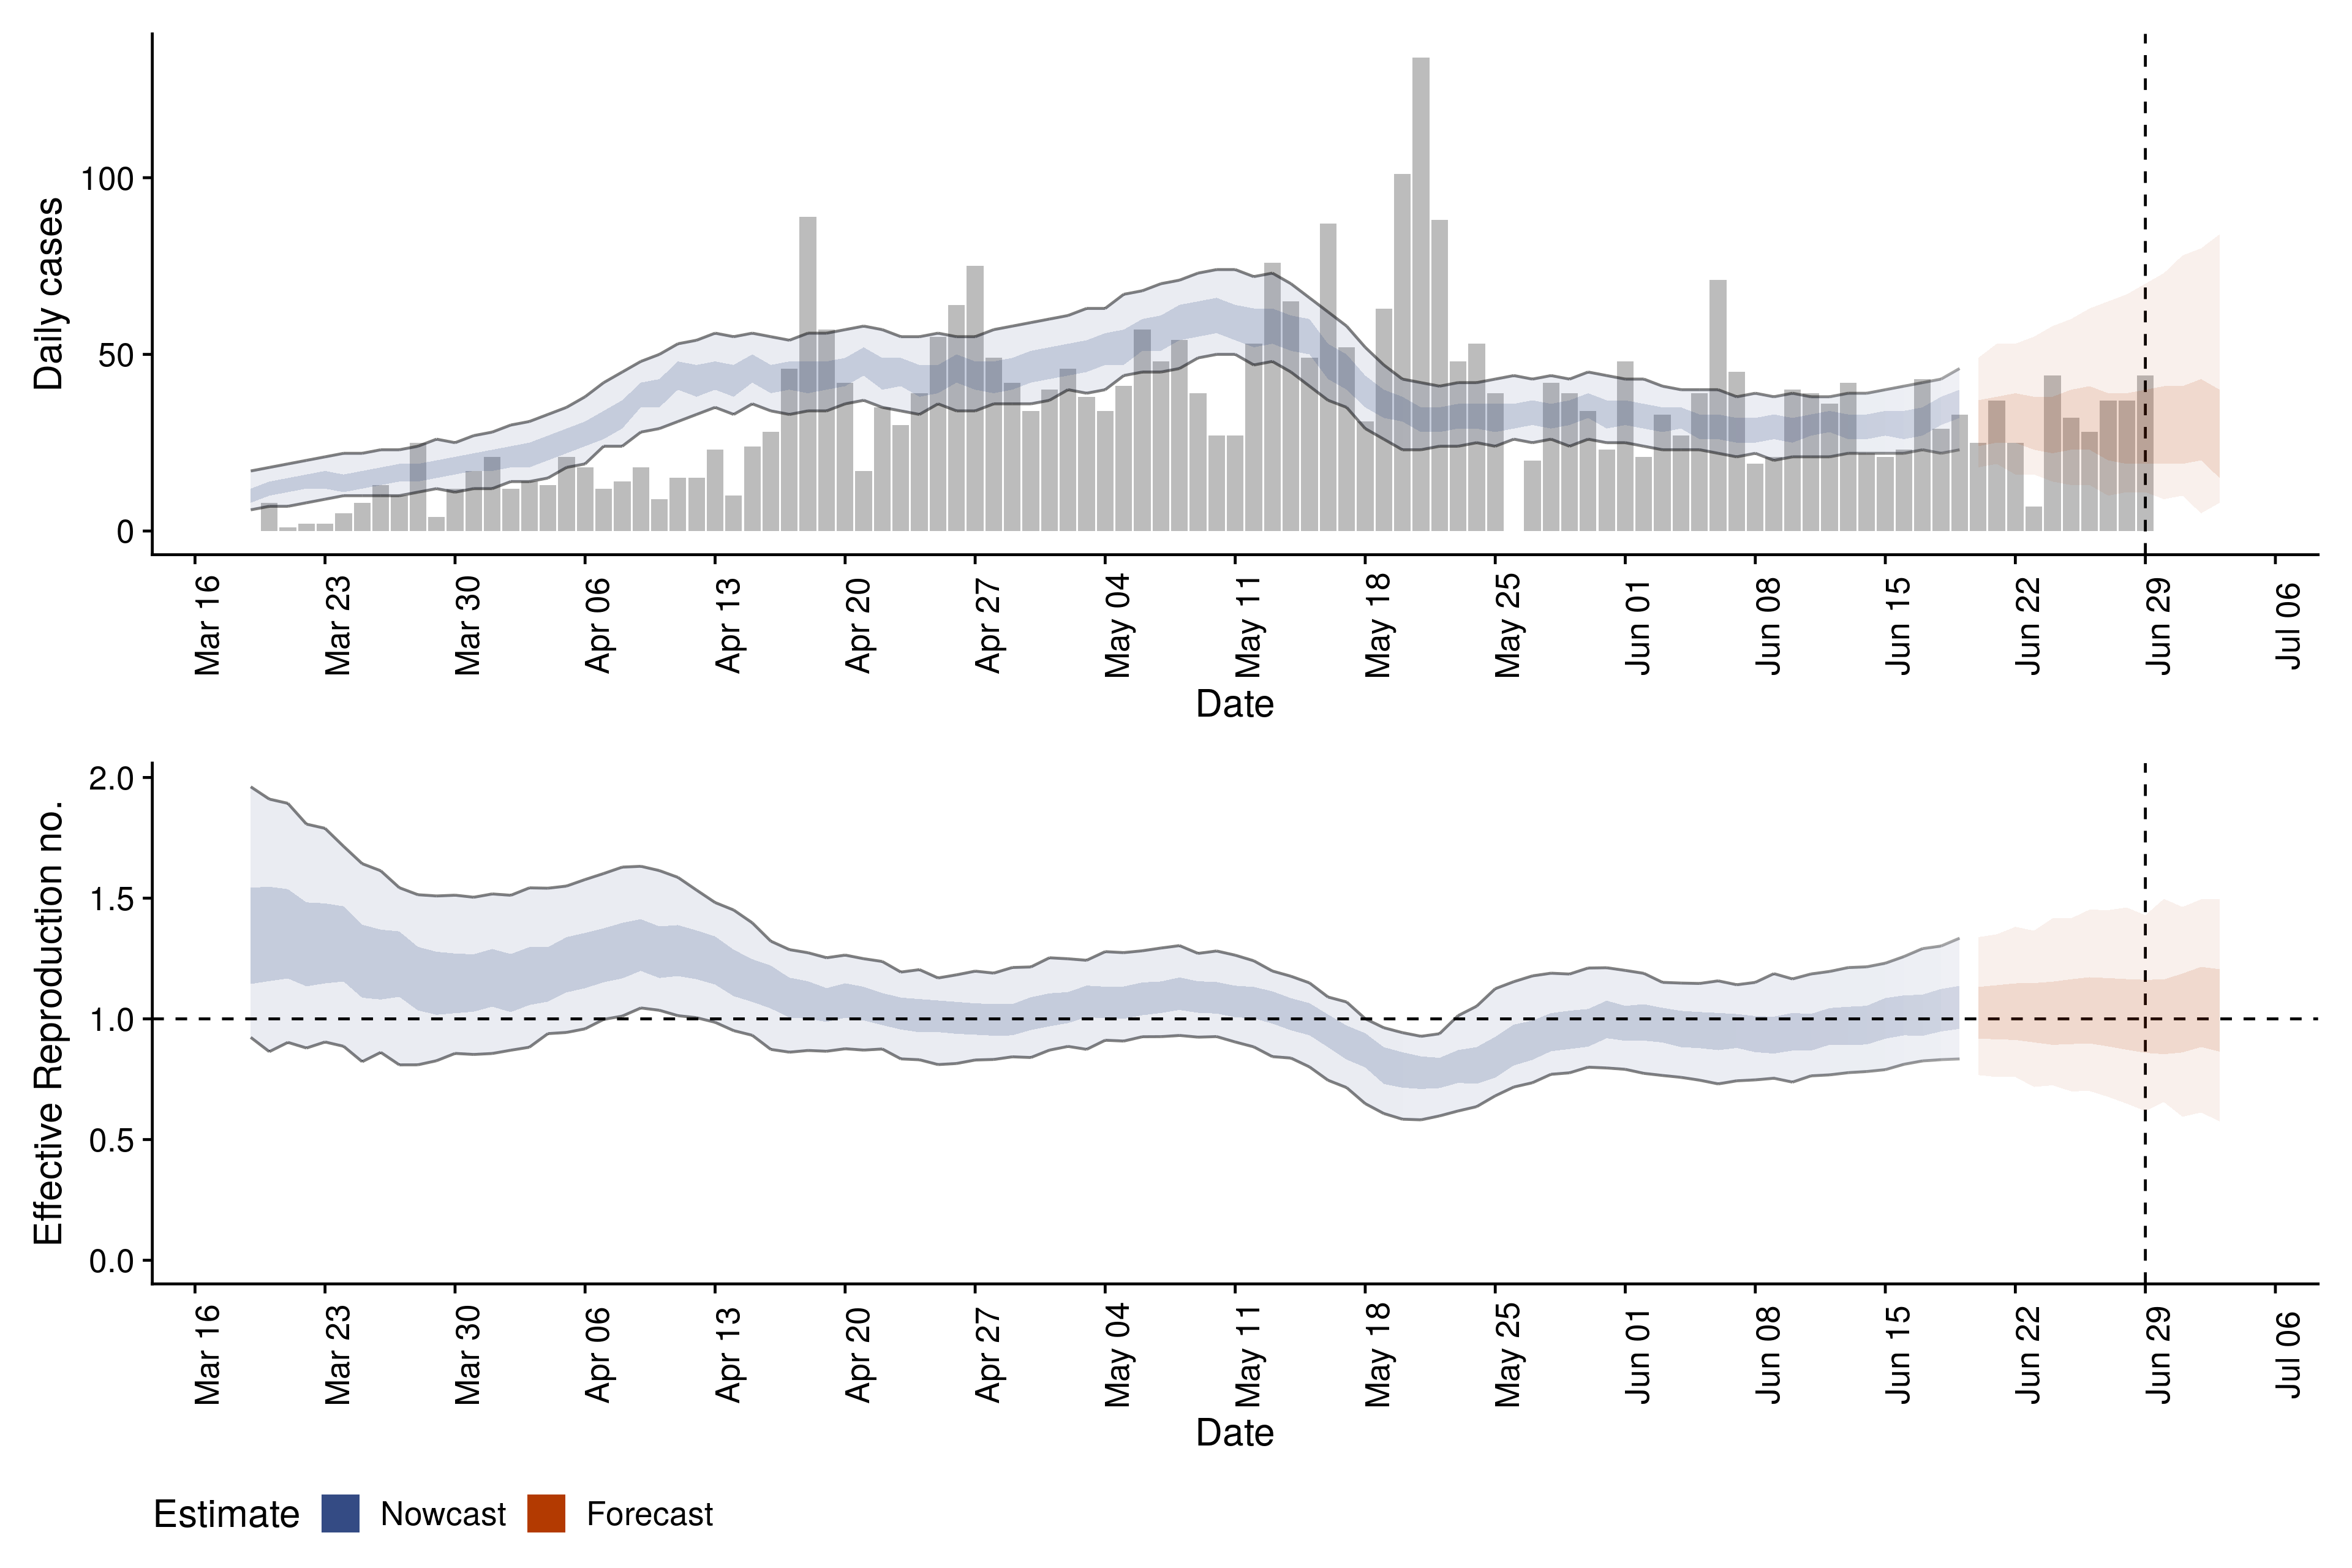 Daily cases
100
50
0
Mar 16 Mar 23 Mar 30 Apr 06 Apr 13 Apr 20 Apr 27 May 04 May 11 May 18 May 25 Jun 01 Jun 08 Jun 15 Jun 22 Jun 29 Jul 06
Date
Effective Reproduction no.
2.0
1.5
1.0
0.5
0.0
Mar 16 Mar 23 Mar 30 Apr 06 Apr 13 Apr 20 Apr 27 May 04 May 11 May 18 May 25 Jun 01 Jun 08 Jun 15 Jun 22 Jun 29 Jul 06
Date
Estimate Nowcast Forecast